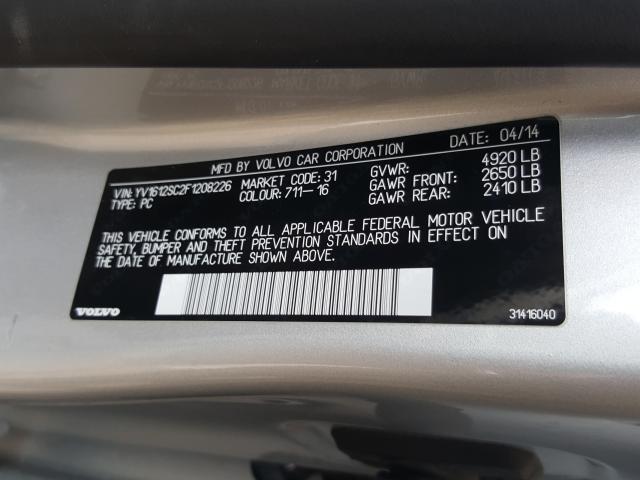 MFD BY VOLVO CAR CORPORATION DATE: 04/14
VIN: YV1612SC2F1208226 MARKET CODE: 31 GVWR: 4920 LB
TYPE: PC COLOUR: 711- 16 GAWR FRONT: 2650 LB
GAWR REAR: 2410 LB
THIS VEHICLE CONFORMS TO ALL APPLICABLE FEDERAL MOTOR VEHICLE
SAFETY, BUMPER AND THEFT PREVENTION STANDARDS IN EFFECT ON
THE DATE OF MANUFACTURE SHOWN ABOVE.
VOLVO 31416040